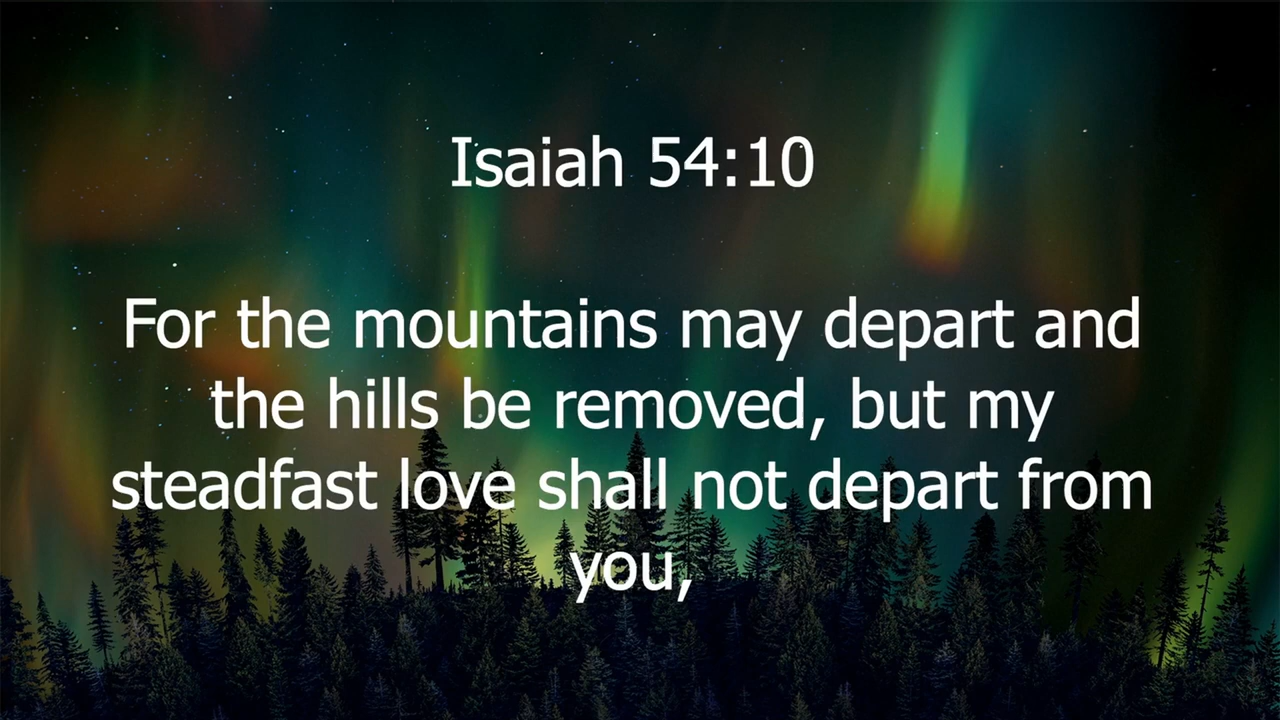 Isaiah 54:10
For the mountains may depart and
the hills be removed, but my
steadfast love shall not depart from
you,